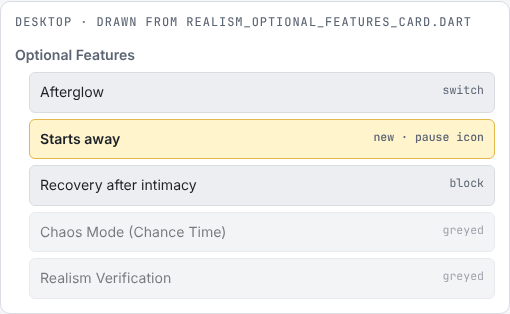 DESKTOP · DRAWN FROM REALISM_OPTIONAL_FEATURES_CARD.DART
Optional Features
Afterglow switch
Starts away new · pause icon
Recovery after intimacy block
Chaos Mode (Chance Time) greyed
Realism Verification greyed